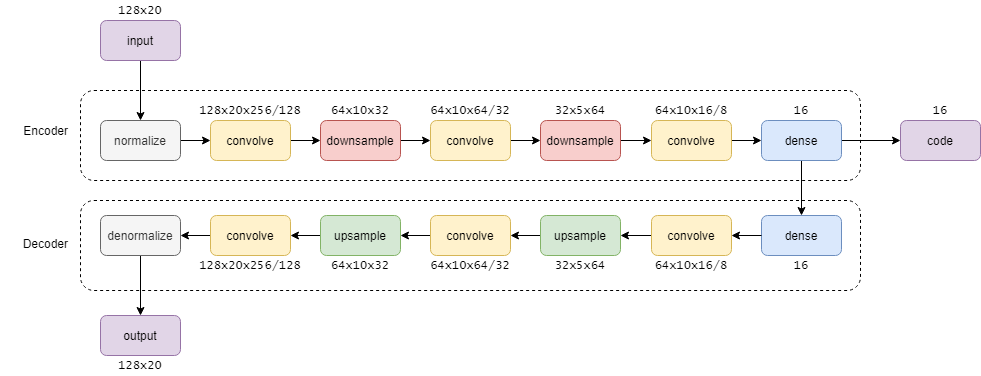 128x20
input
128x20x256/128 64x10x32 64x10x64/32 32x5x64 64x10x16/8 16 16
Encoder
normalize convolve downsample convolve downsample convolve dense code
Decoder
denormalize convolve upsample convolve upsample convolve dense
128x20x256/128 64x10x32 64x10x64/32 32x5x64 64x10x16/8 16
output
128x20